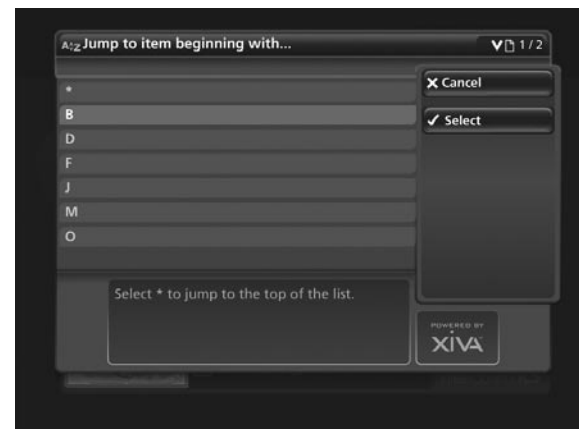 A-Z Jump to item beginning with...
1/2
*
B
D
F
J
M
O
Cancel
Select
Select * to jump to the top of the list.
POWERED BY
XIVA